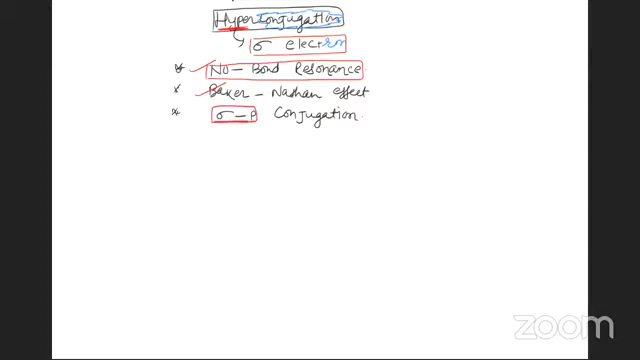 Hyperconjugation
σ electron
* No-Bond Resonance
* Baker-Nathan effect
* σ-p Conjugation.
zoom